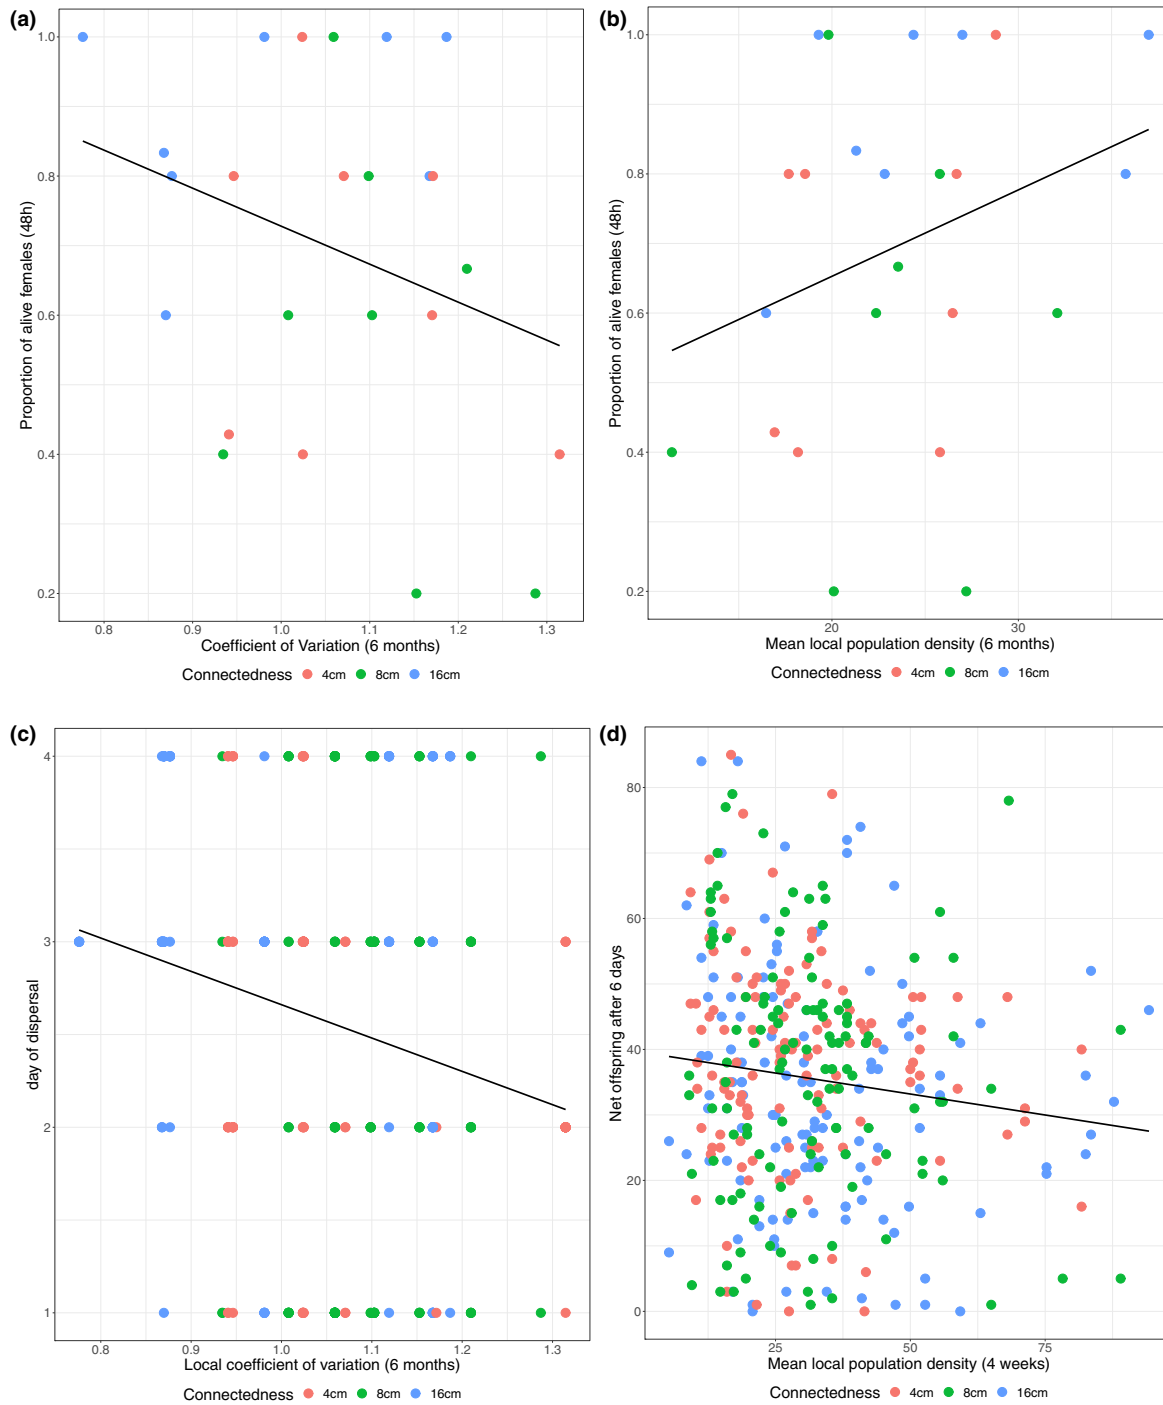 (a)
1.0
0.8
0.6
0.4
0.2
Proportion of alive females (48h)
0.8 0.9 1.0 1.1 1.2 1.3
Coefficient of Variation (6 months)
Connectedness 4cm 8cm 16cm
(b)
1.0
0.8
0.6
0.4
0.2
Proportion of alive females (48h)
20 30
Mean local population density (6 months)
Connectedness 4cm 8cm 16cm
(c)
4
3
2
1
day of dispersal
0.8 0.9 1.0 1.1 1.2 1.3
Local coefficient of variation (6 months)
Connectedness 4cm 8cm 16cm
(d)
80
60
40
20
0
Net offspring after 6 days
25 50 75
Mean local population density (4 weeks)
Connectedness 4cm 8cm 16cm